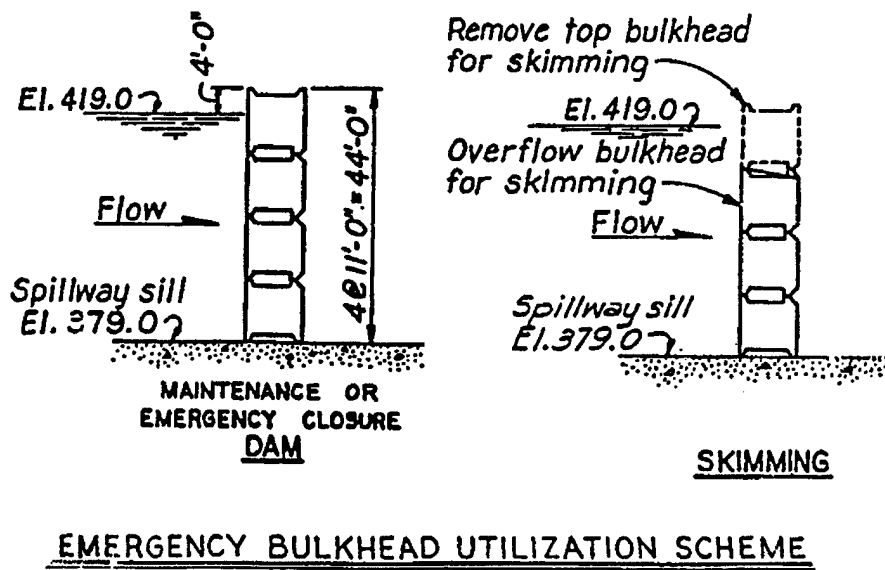 4'-0"
El. 419.0
Flow
4@11'-0"=44'-0"
Spillway sill
El. 379.0
MAINTENANCE OR
EMERGENCY CLOSURE
DAM
Remove top bulkhead
for skimming
El. 419.0
Overflow bulkhead
for skimming
Flow
Spillway sill
El. 379.0
SKIMMING
EMERGENCY BULKHEAD UTILIZATION SCHEME